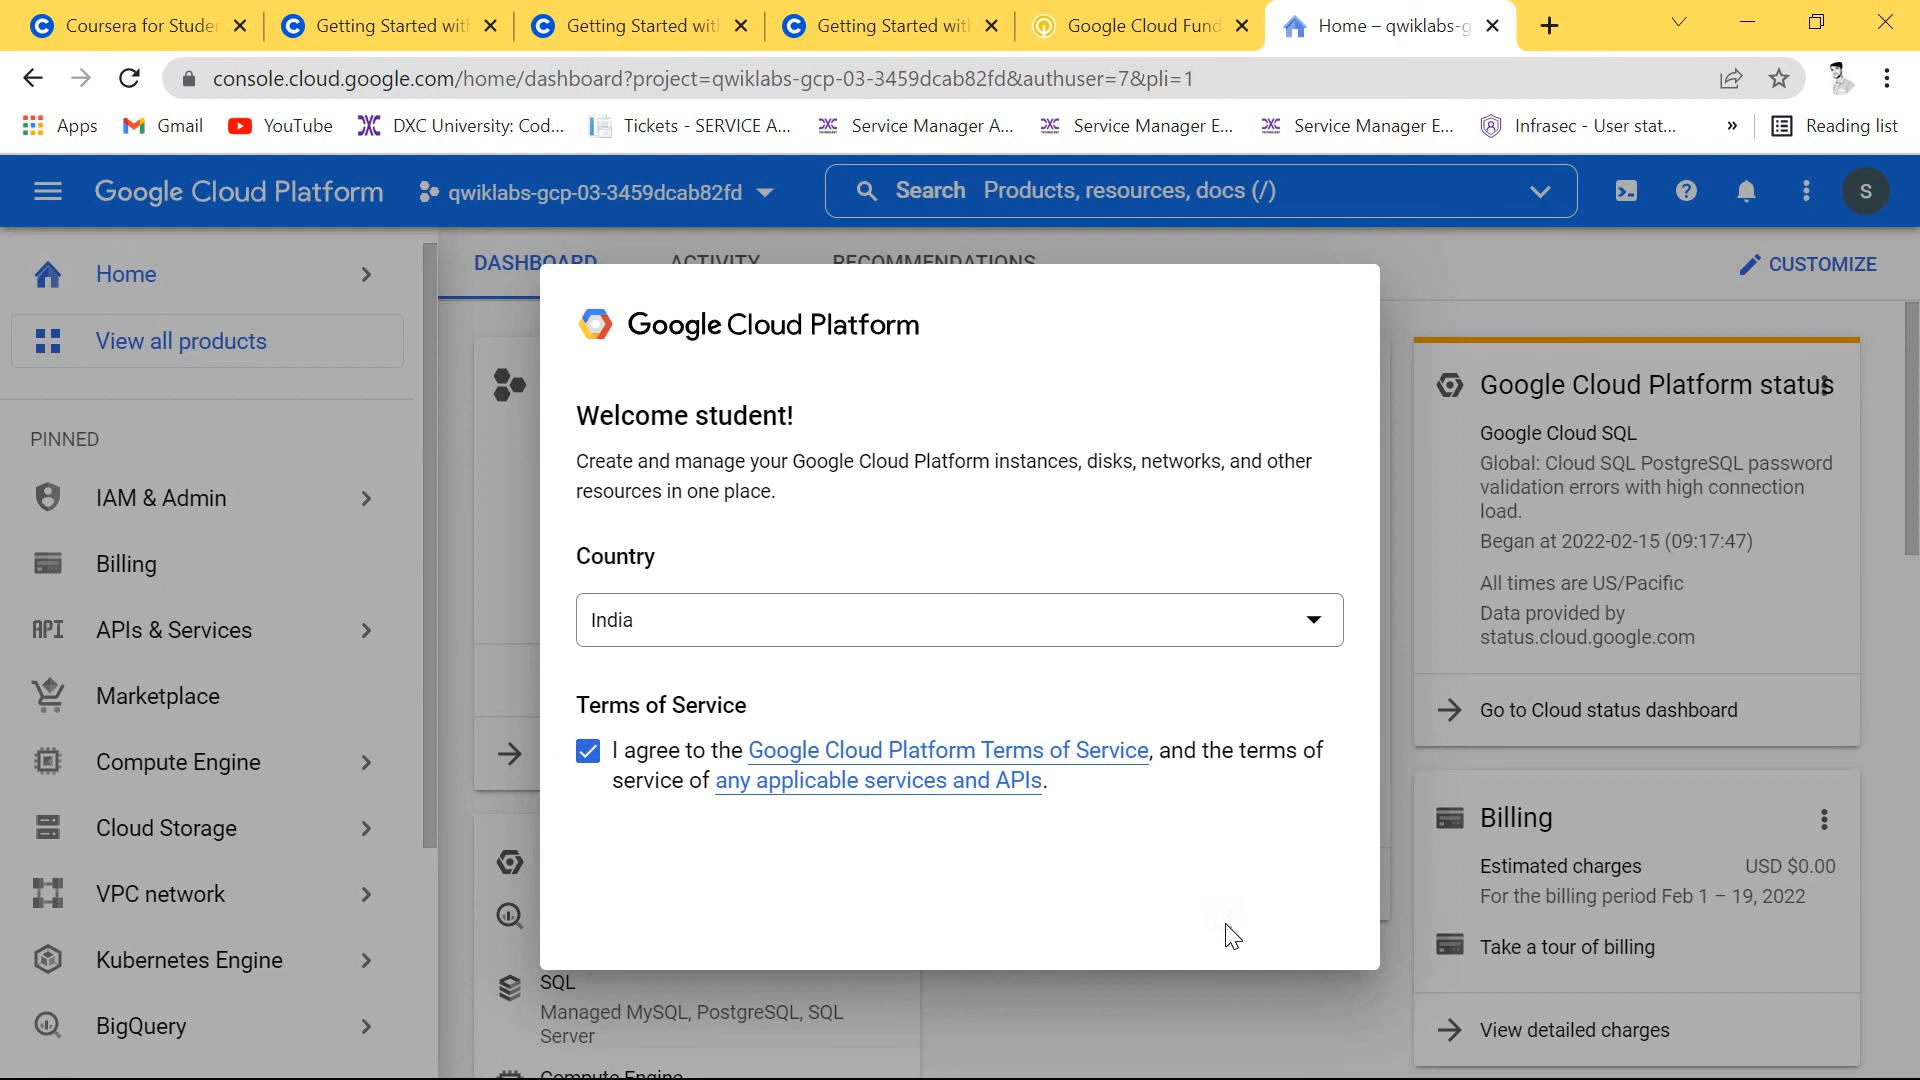 Coursera for Studer
Getting Started wit
Getting Started wit
Getting Started wit
Google Cloud Fund
Home – qwiklabs-g
console.cloud.google.com/home/dashboard?project=qwiklabs-gcp-03-3459dcab82fd&authuser=7&pli=1
Apps
Gmail
YouTube
DXC University: Cod...
Tickets - SERVICE A...
Service Manager A...
Service Manager E...
Service Manager E...
Infrasec - User stat...
»
Reading list
Google Cloud Platform
qwiklabs-gcp-03-3459dcab82fd
Search Products, resources, docs (/)
S
Home
View all products
PINNED
IAM & Admin
Billing
API APIs & Services
Marketplace
Compute Engine
Cloud Storage
VPC network
Kubernetes Engine
BigQuery
DASHBOARD
ACTIVITY
RECOMMENDATIONS
CUSTOMIZE
Google Cloud Platform
Welcome student!
Create and manage your Google Cloud Platform instances, disks, networks, and other
resources in one place.
Country
India
Terms of Service
I agree to the Google Cloud Platform Terms of Service, and the terms of
service of any applicable services and APIs.
SQL
Managed MySQL, PostgreSQL, SQL
Server
Compute Engine
Google Cloud Platform status
Google Cloud SQL
Global: Cloud SQL PostgreSQL password
validation errors with high connection
load.
Began at 2022-02-15 (09:17:47)
All times are US/Pacific
Data provided by
status.cloud.google.com
Go to Cloud status dashboard
Billing
Estimated charges USD $0.00
For the billing period Feb 1 – 19, 2022
Take a tour of billing
View detailed charges